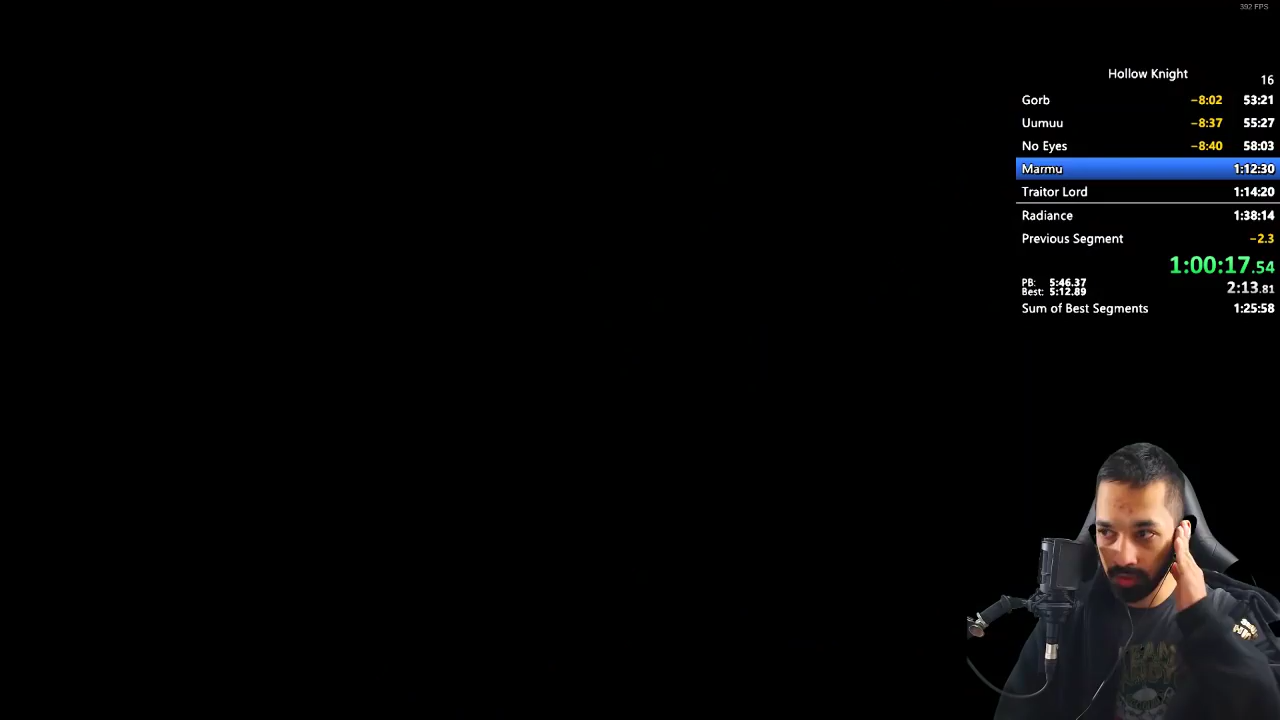 392 FPS
Hollow Knight
16
Gorb −8:02 53:21
Uumuu −8:37 55:27
No Eyes −8:40 58:03
Marmu 1:12:30
Traitor Lord 1:14:20
Radiance 1:38:14
Previous Segment −2.3
1:00:17.54
PB: 5:46.37
Best: 5:12.89
2:13.81
Sum of Best Segments 1:25:58